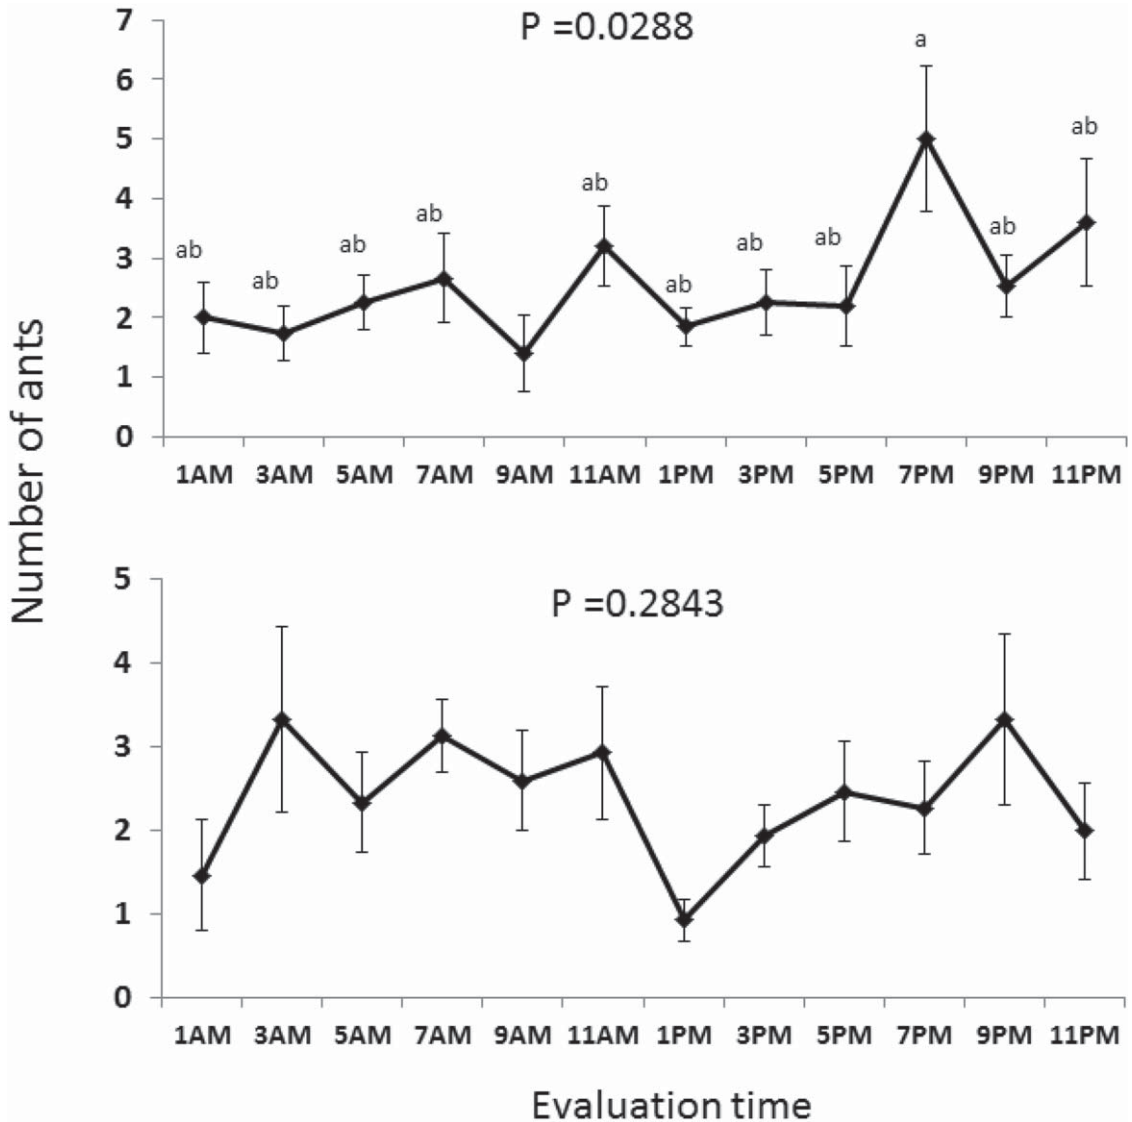 P =0.0288
7
6
5
4
3
2
1
0
ab
ab
ab
ab
ab
ab
ab
ab
a
ab
ab
1AM 3AM 5AM 7AM 9AM 11AM 1PM 3PM 5PM 7PM 9PM 11PM
Number of ants
P =0.2843
5
4
3
2
1
0
1AM 3AM 5AM 7AM 9AM 11AM 1PM 3PM 5PM 7PM 9PM 11PM
Evaluation time